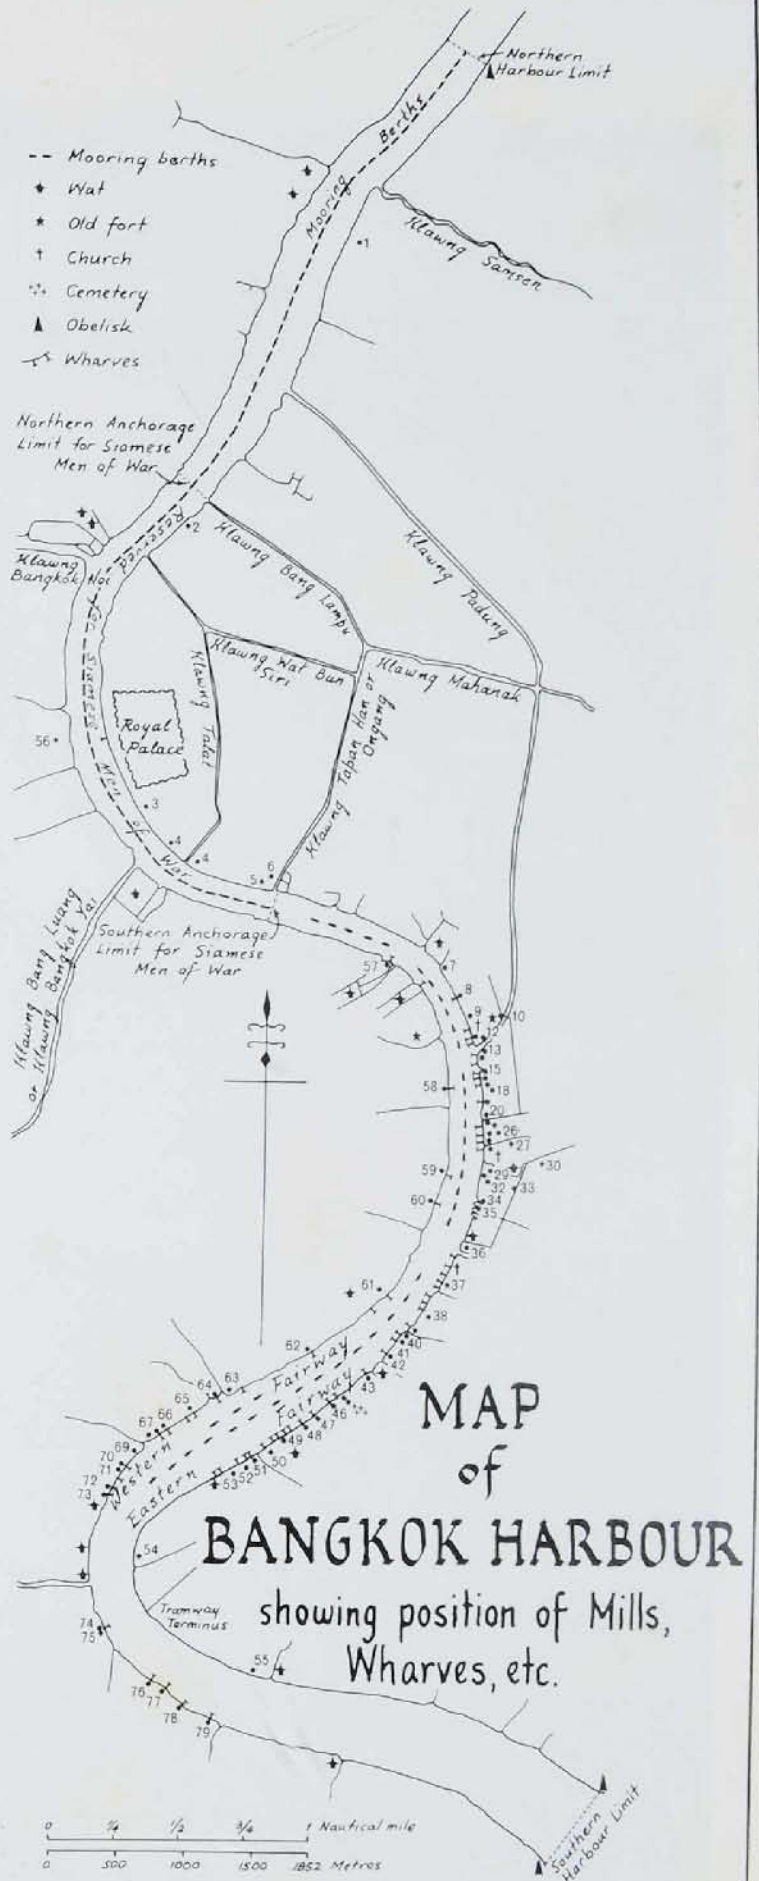 Northern
Harbour Limit
Mooring berths
Wat
Old fort
Church
Cemetery
Obelisk
Wharves
Mooring Berths
Klawng Samsen
1
Northern Anchorage
Limit for Siamese
Men of War
2
Klawng
Bangkok Noi
Reserved for Siamese Men of War
Klawng Bang Lampu
Klawng Padung
Klawng Wat Bun
Siri
Klawng Mahanak
Klawng Talat
Klawng Tapan Han or
Ongang
Royal
Palace
56
3
4
4
5
6
Klawng Bang Luang
or Klawng Bangkok Yai
Southern Anchorage
Limit for Siamese
Men of War
57
7
8
9
10
12
13
15
18
20
26
27
29
30
32
33
34
35
36
37
38
40
41
42
43
46
47
48
49
50
51
52
53
54
55
58
59
60
61
62
63
64
65
66
67
69
70
71
72
73
74
75
76
77
78
79
Western Fairway
Eastern Fairway
MAP
of
BANGKOK HARBOUR
showing position of Mills,
Wharves, etc.
Tramway
Terminus
Southern
Harbour Limit
0 1/4 1/2 3/4 1 Nautical mile
0 500 1000 1500 1852 Metres